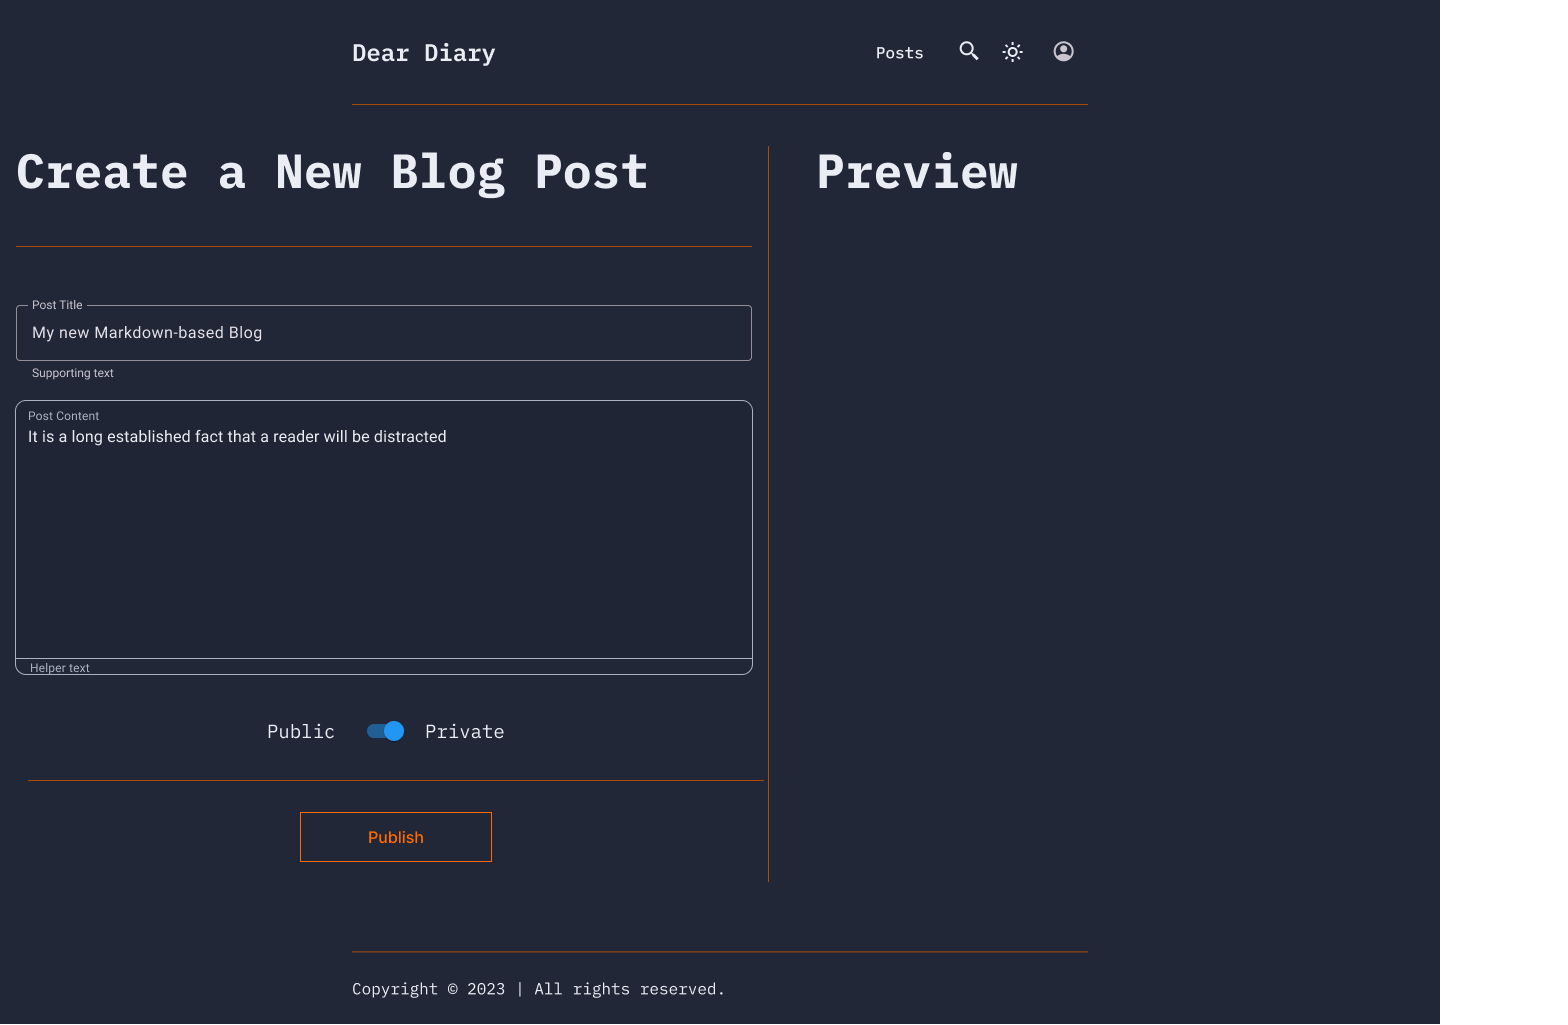 Dear Diary
Posts
Create a New Blog Post
Preview
Post Title
My new Markdown-based Blog
Supporting text
Post Content
It is a long established fact that a reader will be distracted
Helper text
Public
Private
Publish
Copyright © 2023 | All rights reserved.